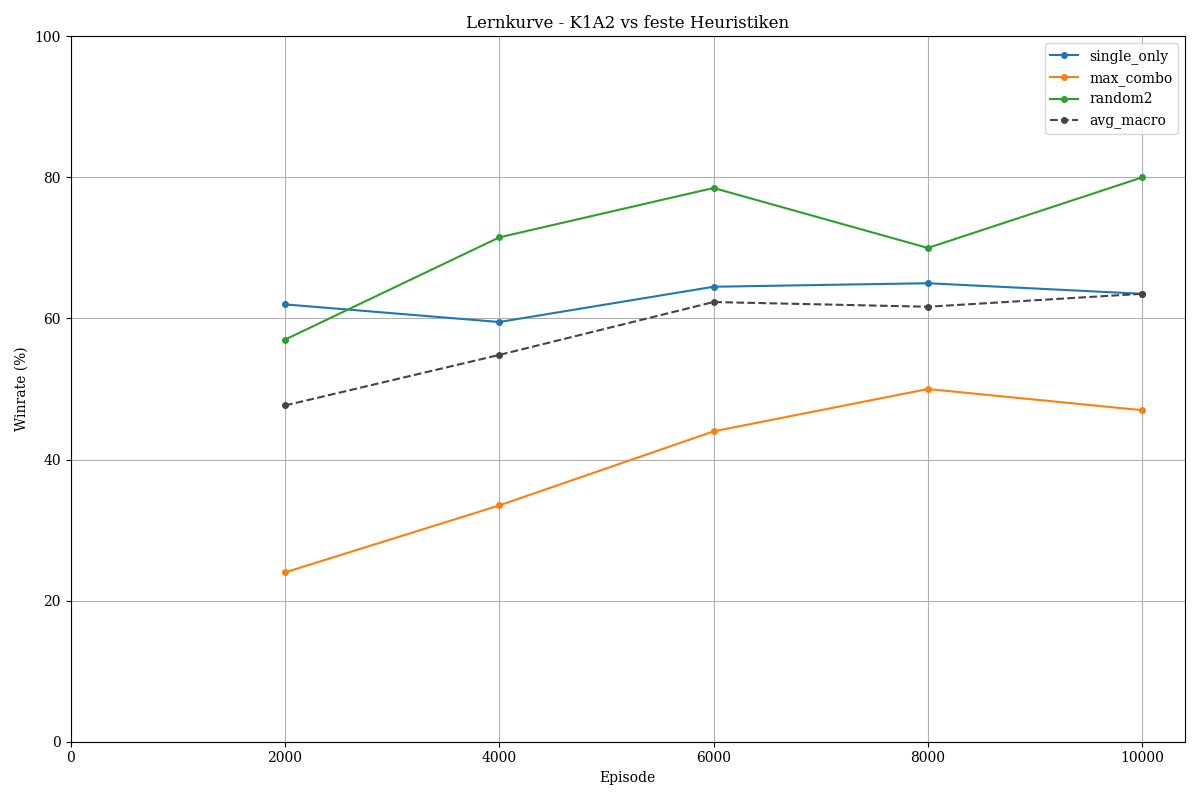 Lernkurve - K1A2 vs feste Heuristiken
100
80
60
40
20
0
Winrate (%)
single_only
max_combo
random2
avg_macro
0 2000 4000 6000 8000 10000
Episode